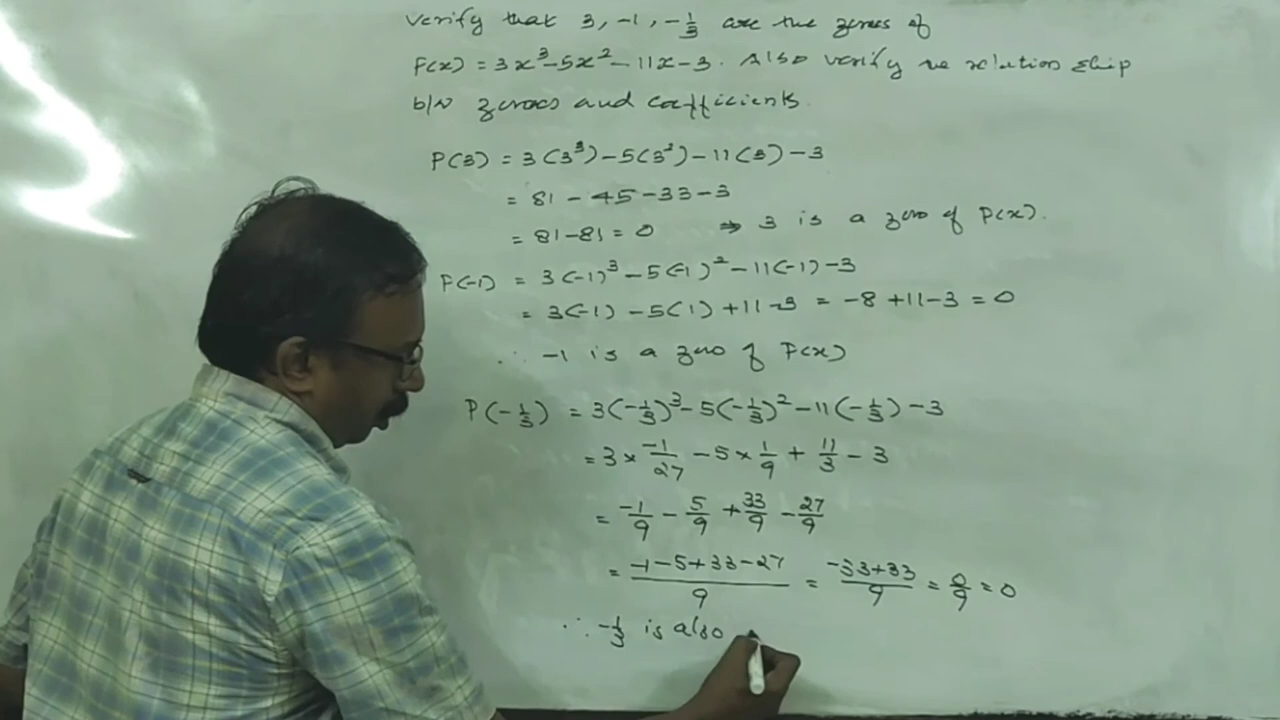 verify that 3, -1, -1/3 are the zeroes of
P(x) = 3x³-5x²-11x-3. Also verify the relation ship
b/w zeroes and coefficients.
P(3) = 3(3³)-5(3²)-11(3)-3
= 81-45-33-3
= 81-81=0 ⇒ 3 is a zero of P(x).
P(-1) = 3(-1)³-5(-1)²-11(-1)-3
= 3(-1)-5(1)+11-3 = -8+11-3=0
∴ -1 is a zero of P(x)
P(-1/3) = 3(-1/3)³-5(-1/3)²-11(-1/3)-3
= 3×-1/27-5×1/9+11/3-3
= -1/9-5/9+33/9-27/9
= -1-5+33-27/9 = -33+33/9=0/9=0
∴ -1/3 is also